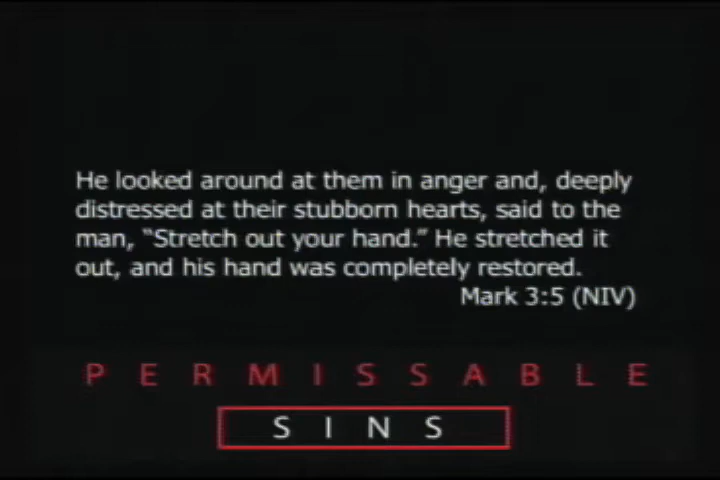 He looked around at them in anger and, deeply
distressed at their stubborn hearts, said to the
man, “Stretch out your hand.” He stretched it
out, and his hand was completely restored.
Mark 3:5 (NIV)
PERMISSABLE
SINS